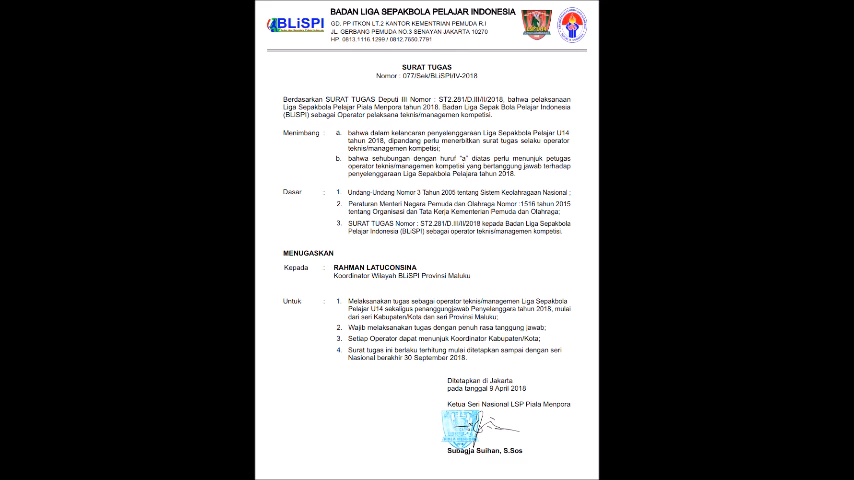 BLiSPI
BADAN LIGA SEPAKBOLA PELAJAR INDONESIA
GD. PP ITKON LT.2 KANTOR KEMENTRIAN PEMUDA R.I
JL. GERBANG PEMUDA NO.3 SENAYAN JAKARTA 10270
HP. 0813.1116.1299 / 0812.7650.7791
SURAT TUGAS
Nomor : 077/Sek/BLiSPI/IV-2018
Berdasarkan SURAT TUGAS Deputi III Nomor : ST2.281/D.III/II/2018, bahwa pelaksanaan
Liga Sepakbola Pelajar Piala Menpora tahun 2018. Badan Liga Sepak Bola Pelajar Indonesia
(BLiSPI) sebagai Operator pelaksana teknis/managemen kompetisi.
Menimbang : a. bahwa dalam kelancaran penyelenggaraan Liga Sepakbola Pelajar U14
tahun 2018, dipandang perlu menerbitkan surat tugas selaku operator
teknis/managemen kompetisi;
b. bahwa sehubungan dengan huruf "a" diatas perlu menunjuk petugas
operator teknis/managemen kompetisi yang bertanggung jawab terhadap
penyelenggaraan Liga Sepakbola Pelajara tahun 2018.
Dasar : 1. Undang-Undang Nomor 3 Tahun 2005 tentang Sistem Keolahragaan Nasional ;
2. Peraturan Menteri Negara Pemuda dan Olahraga Nomor :1516 tahun 2015
tentang Organisasi dan Tata Kerja Kementerian Pemuda dan Olahraga;
3. SURAT TUGAS Nomor : ST2.281/D.III/II/2018 kepada Badan Liga Sepakbola
Pelajar Indonesia (BLiSPI) sebagai operator teknis/managemen kompetisi.
MENUGASKAN
Kepada : RAHMAN LATUCONSINA
Koordinator Wilayah BLiSPI Provinsi Maluku
Untuk : 1. Melaksanakan tugas sebagai operator teknis/managemen Liga Sepakbola
Pelajar U14 sekaligus penanggungjawab Penyelenggara tahun 2018, mulai
dari seri Kabupaten/Kota dan seri Provinsi Maluku;
2. Wajib melaksanakan tugas dengan penuh rasa tanggung jawab;
3. Setiap Operator dapat menunjuk Koordinator Kabupaten/Kota;
4. Surat tugas ini berlaku terhitung mulai ditetapkan sampai dengan seri
Nasional berakhir 30 September 2018.
Ditetapkan di Jakarta
pada tanggal 9 April 2018
Ketua Seri Nasional LSP Piala Menpora
Subagja Suihan, S.Sos